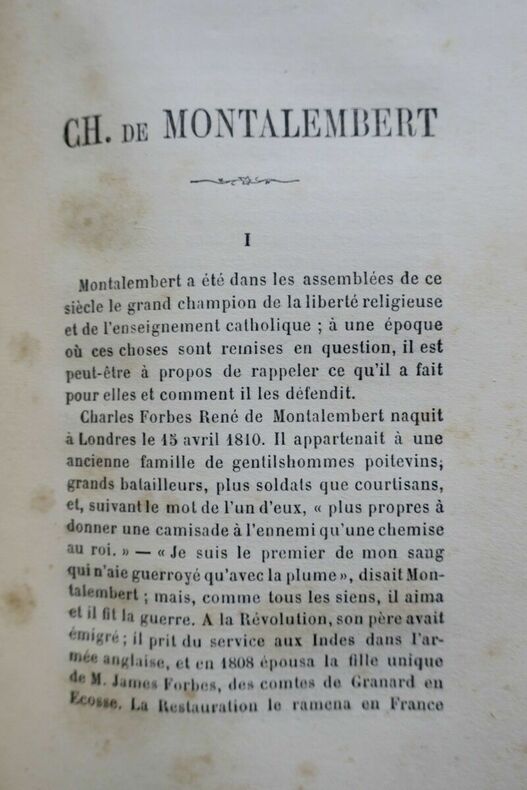 CH. DE MONTALEMBERT
I
Montalembert a été dans les assemblées de ce
siècle le grand champion de la liberté religieuse
et de l'enseignement catholique ; à une époque
où ces choses sont remises en question, il est
peut-être à propos de rappeler ce qu'il a fait
pour elles et comment il les défendit.
Charles Forbes René de Montalembert naquit
à Londres le 15 avril 1810. Il appartenait à une
ancienne famille de gentilshommes poitevins;
grands batailleurs, plus soldats que courtisans,
et, suivant le mot de l'un d'eux, « plus propres à
donner une camisade à l'ennemi qu'une chemise
au roi. » — « Je suis le premier de mon sang
qui n'aie guerroyé qu'avec la plume », disait Mon-
talembert ; mais, comme tous les siens, il aima
et il fit la guerre. A la Révolution, son père avait
émigré ; il prit du service aux Indes dans l'ar-
mée anglaise, et en 1808 épousa la fille unique
de M. James Forbes, des comtes de Granard en
Ecosse. La Restauration le ramena en France